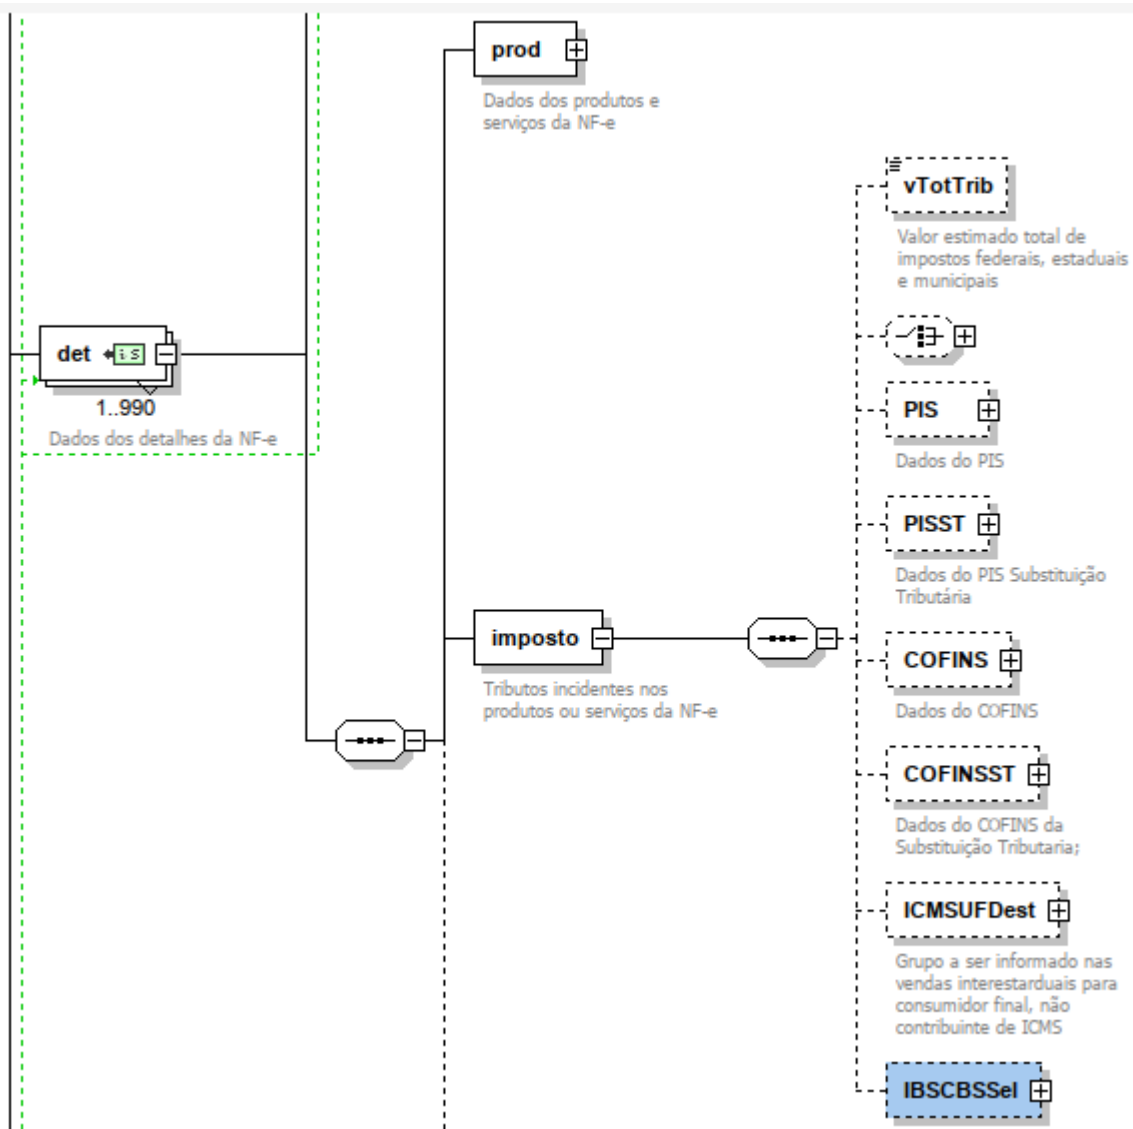 prod
Dados dos produtos e
serviços da NF-e
vTotTrib
Valor estimado total de
impostos federais, estaduais
e municipais
det
is
1..990
Dados dos detalhes da NF-e
PIS
Dados do PIS
PISST
Dados do PIS Substituição
Tributária
imposto
Tributos incidentes nos
produtos ou serviços da NF-e
COFINS
Dados do COFINS
COFINSST
Dados do COFINS da
Substituição Tributaria;
ICMSUFDest
Grupo a ser informado nas
vendas interestarduais para
consumidor final, não
contribuinte de ICMS
IBSCBSSel